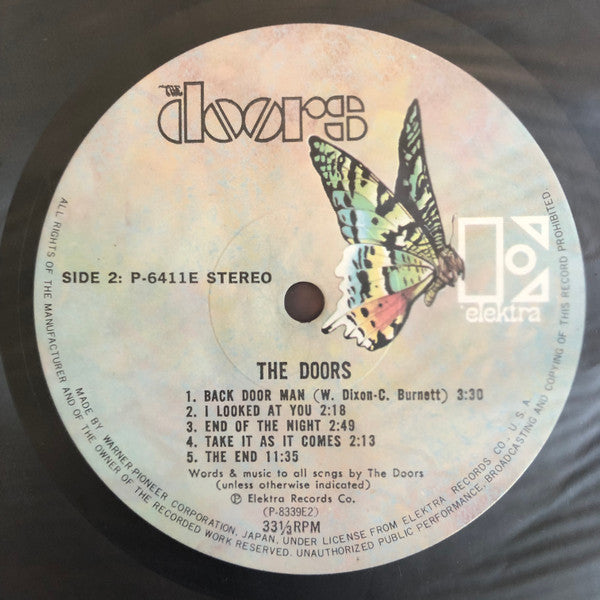 THE
doors
elektra
SIDE 2: P-6411E STEREO
THE DOORS
1. BACK DOOR MAN (W. Dixon-C. Burnett) 3:30
2. I LOOKED AT YOU 2:18
3. END OF THE NIGHT 2:49
4. TAKE IT AS IT COMES 2:13
5. THE END 11:35
Words & music to all songs by The Doors
(unless otherwise indicated)
Ⓟ Elektra Records Co.
(P-8339E2)
33⅓RPM
ALL RIGHTS OF THE MANUFACTURER AND OF THE OWNER OF THE RECORDED WORK RESERVED. UNAUTHORIZED PUBLIC PERFORMANCE, BROADCASTING AND COPYING OF THIS RECORD PROHIBITED.
MADE BY WARNER-PIONEER CORPORATION, JAPAN, UNDER LICENSE FROM ELEKTRA RECORDS CO., U.S.A.